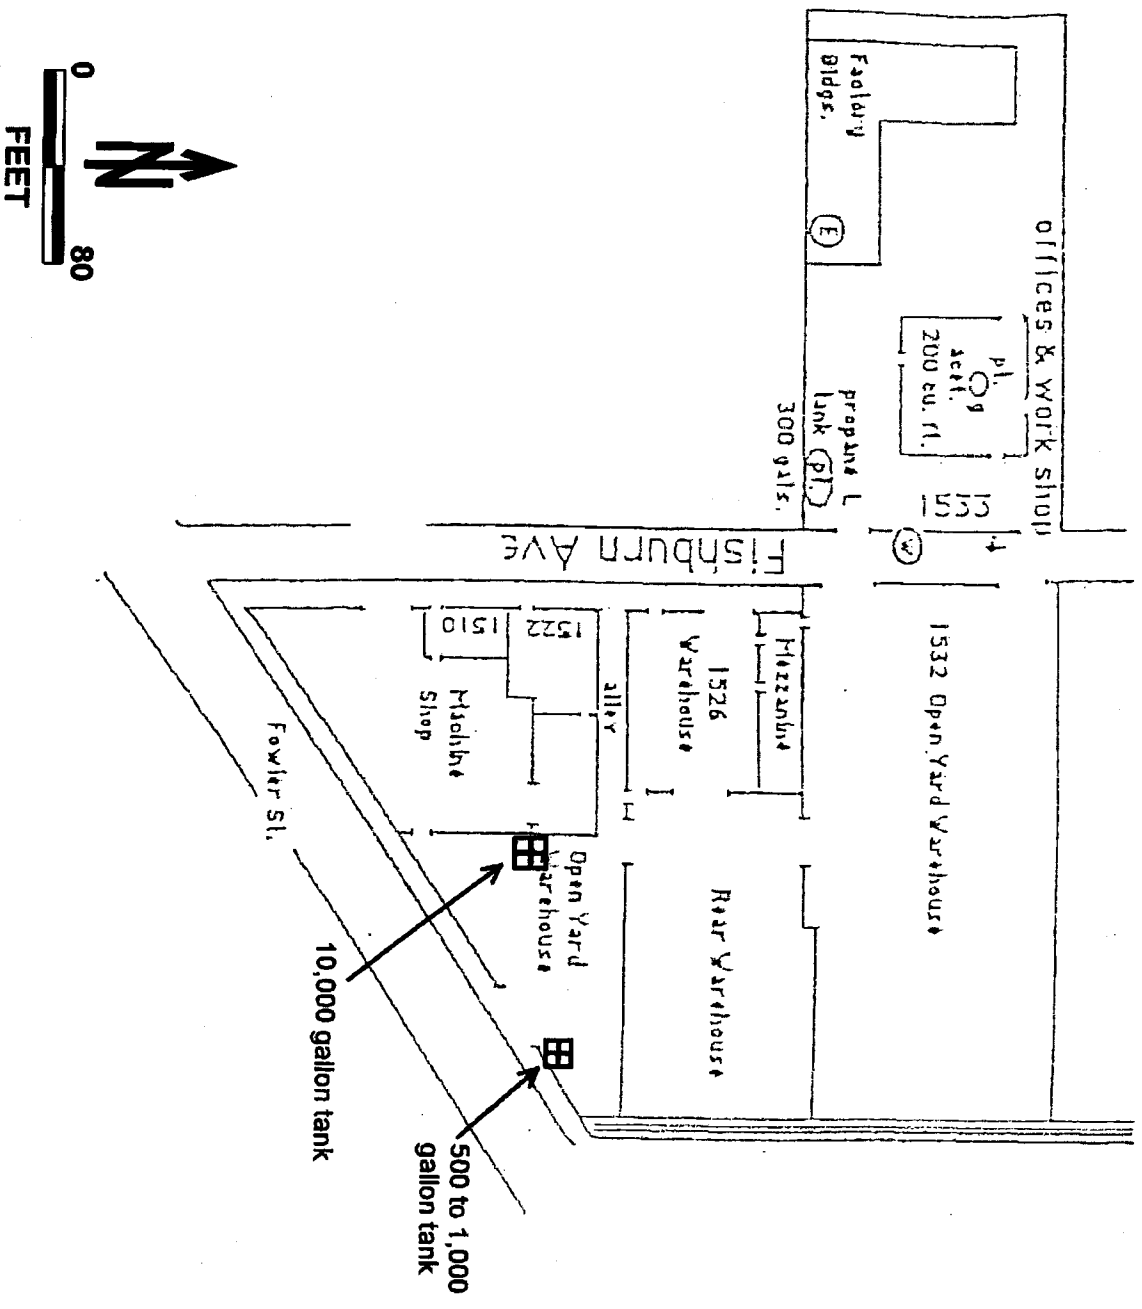 Factory
Bldgs.
E
offices & work shop
pl.
g
acet.
200 cu. ft.
propane L
tank pl.
300 gals.
1533
W
Fishburn Ave
1532 Open Yard Warehouse
Mezzanine
1526
Warehouse
alley
1522
1510
Machine
Shop
Open Yard
Warehouse
Rear Warehouse
Fowler St.
10,000 gallon tank
500 to 1,000
gallon tank
N
0
80
FEET